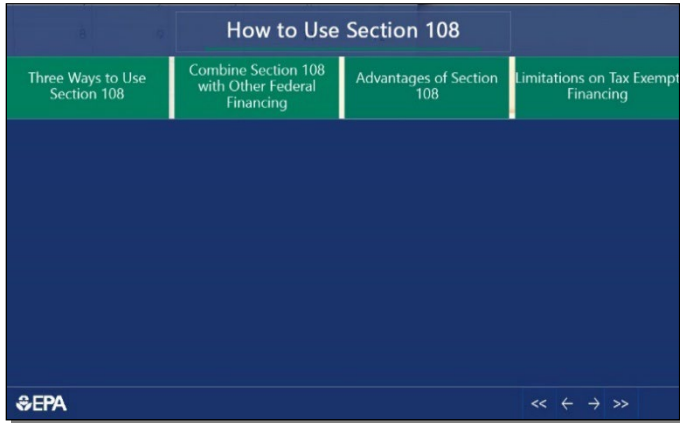 How to Use Section 108
Three Ways to Use
Section 108
Combine Section 108
with Other Federal
Financing
Advantages of Section
108
Limitations on Tax Exempt
Financing
EPA
<< ← → >>